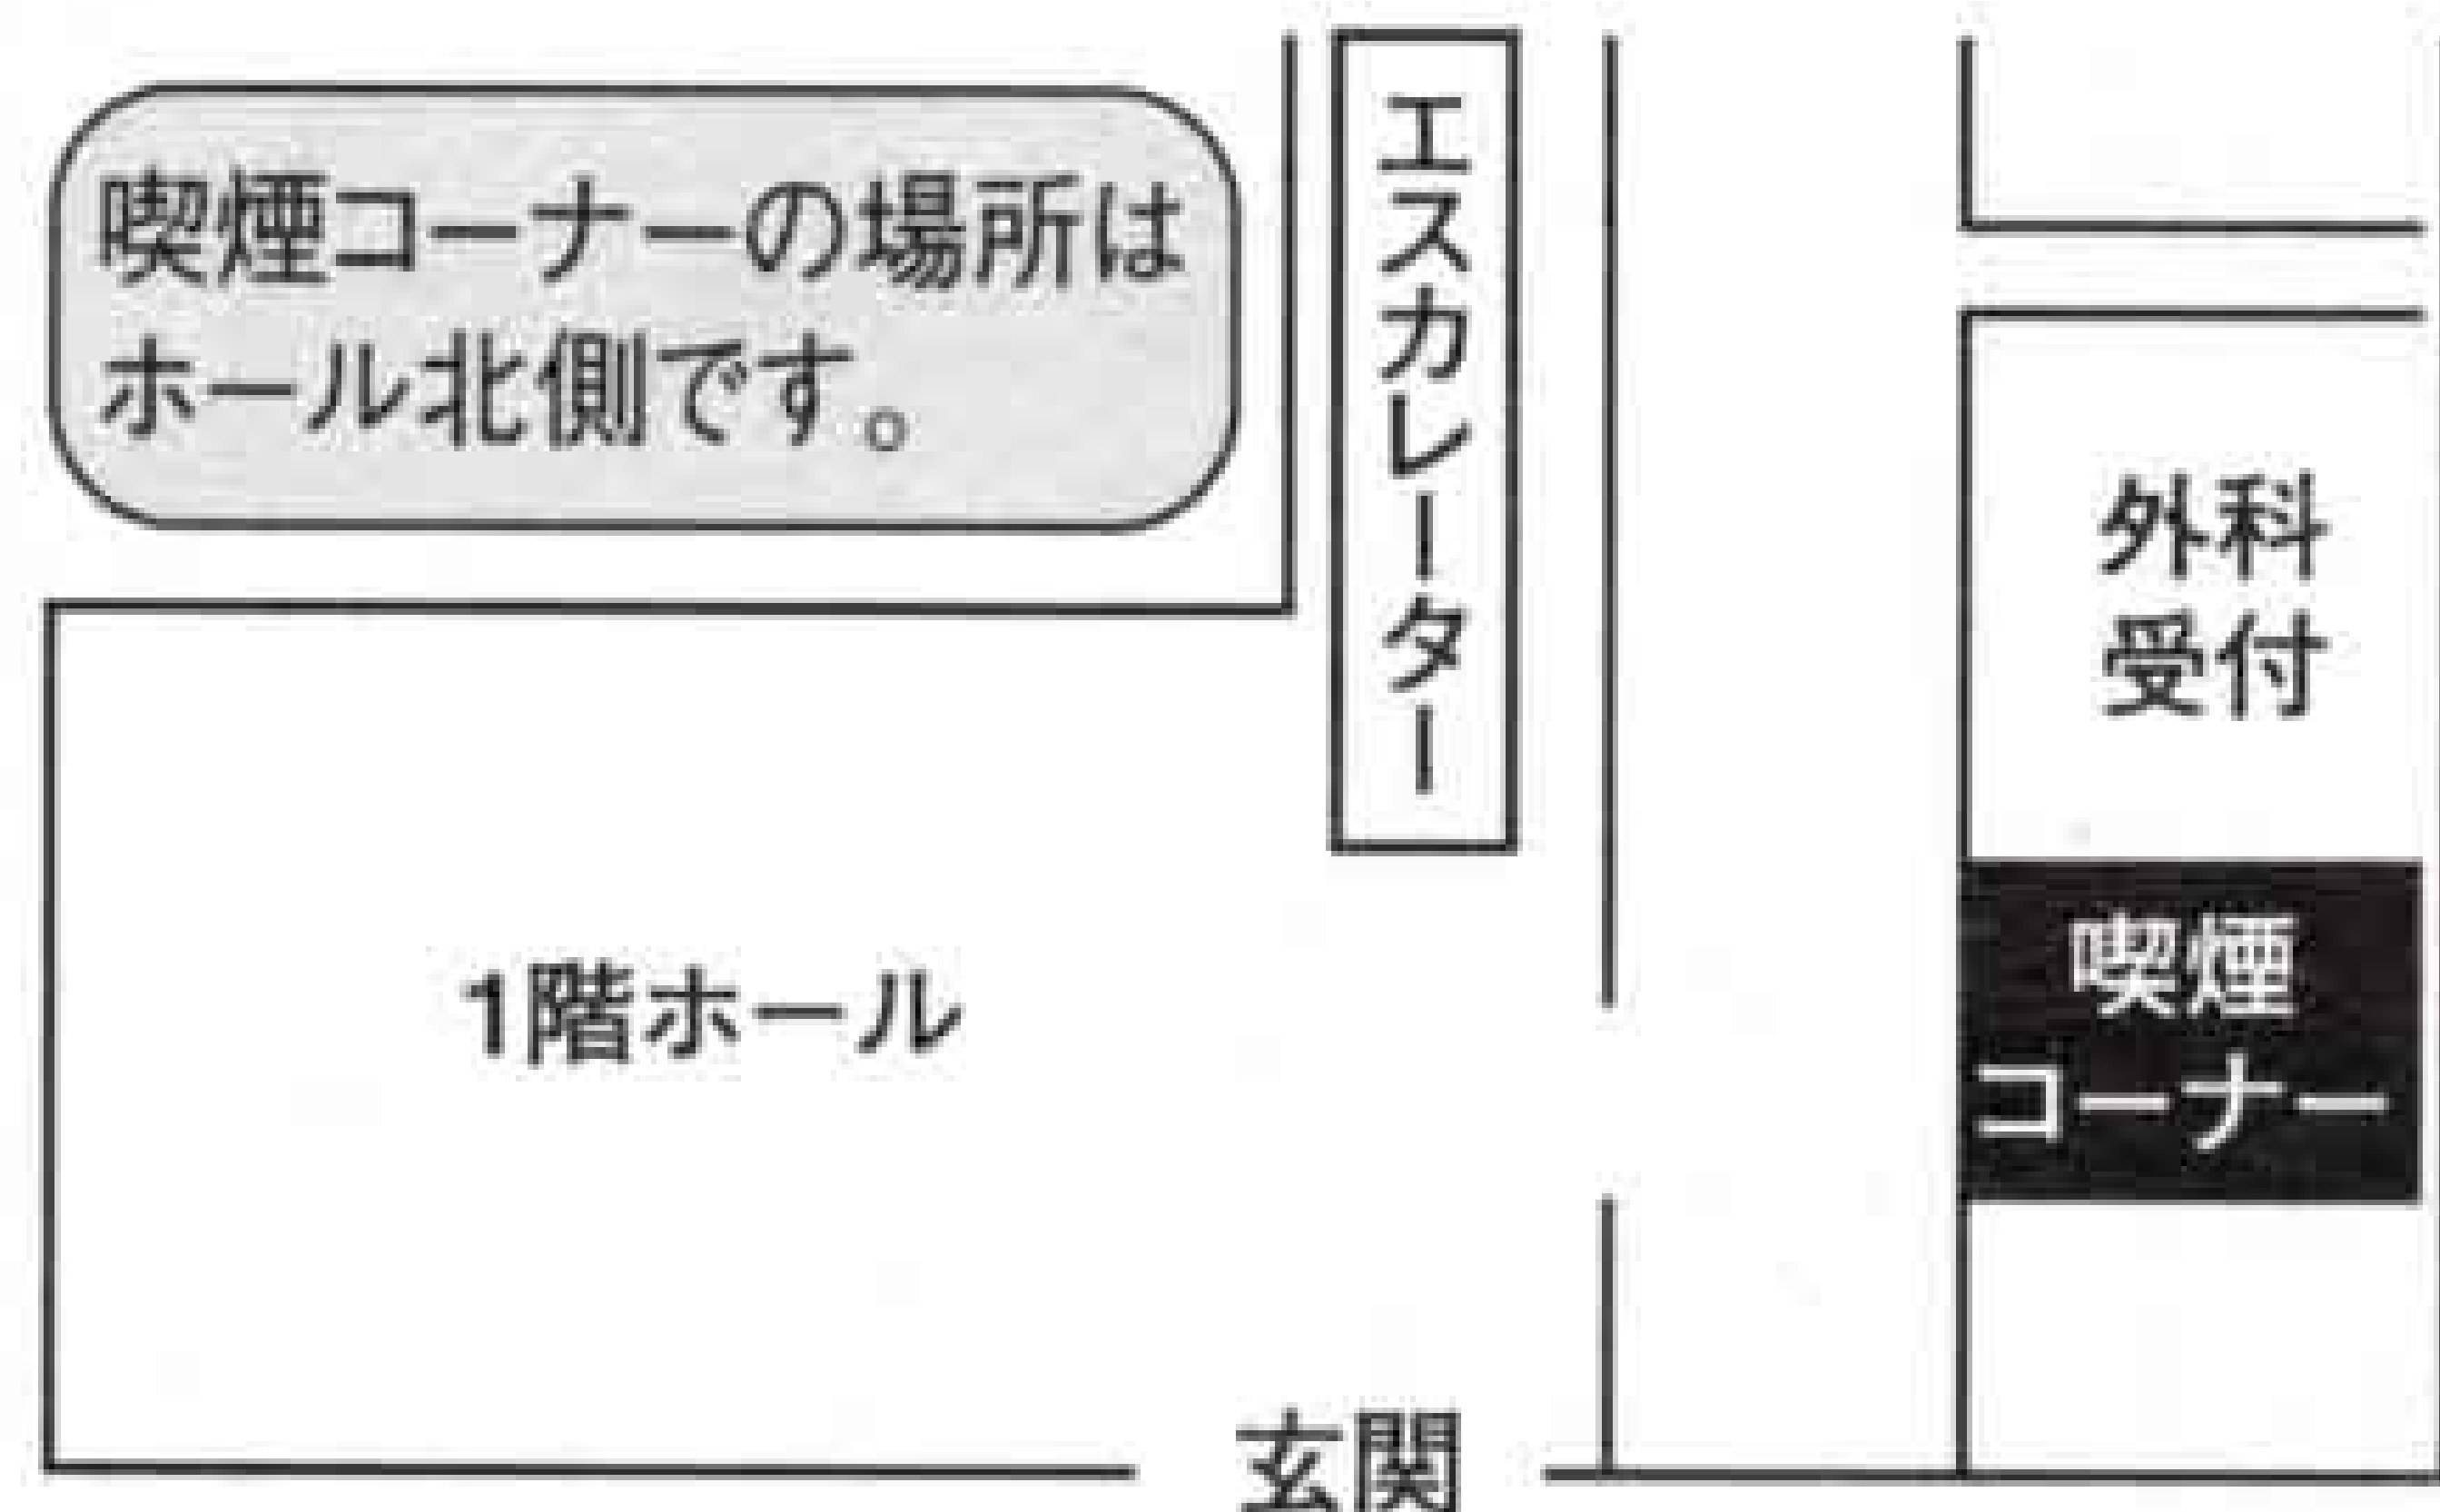 喫煙コーナーの場所は
ホール北側です。
エスカレーター
外科
受付
喫煙
コーナー
1階ホール
玄関